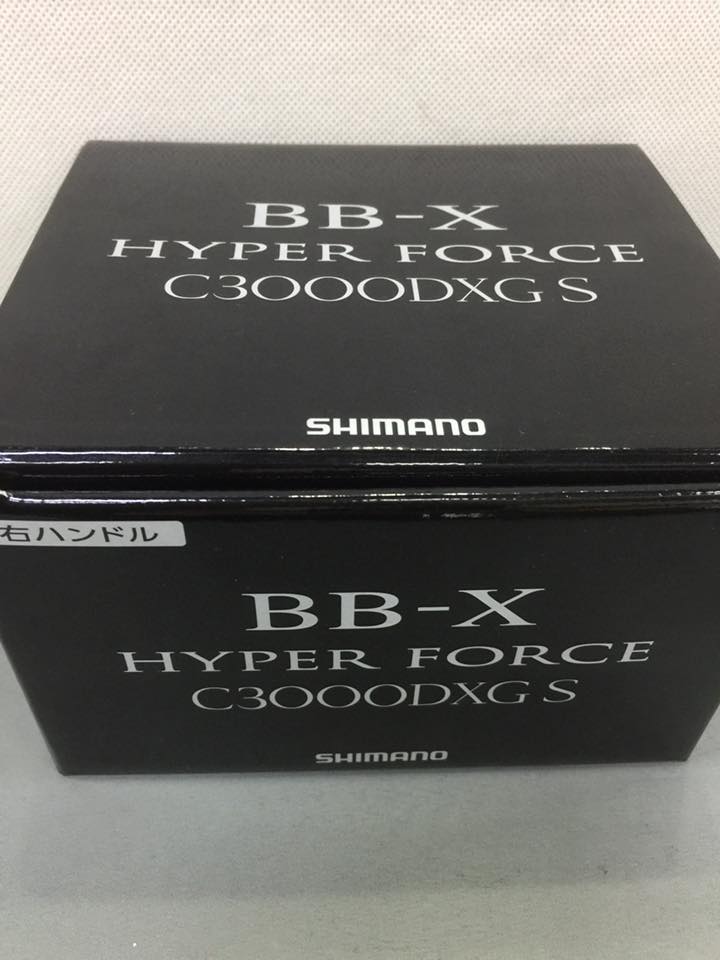 BB-X
HYPER FORCE
C3000DXG S
SHIMANO
右ハンドル
BB-X
HYPER FORCE
C3000DXG S
SHIMANO